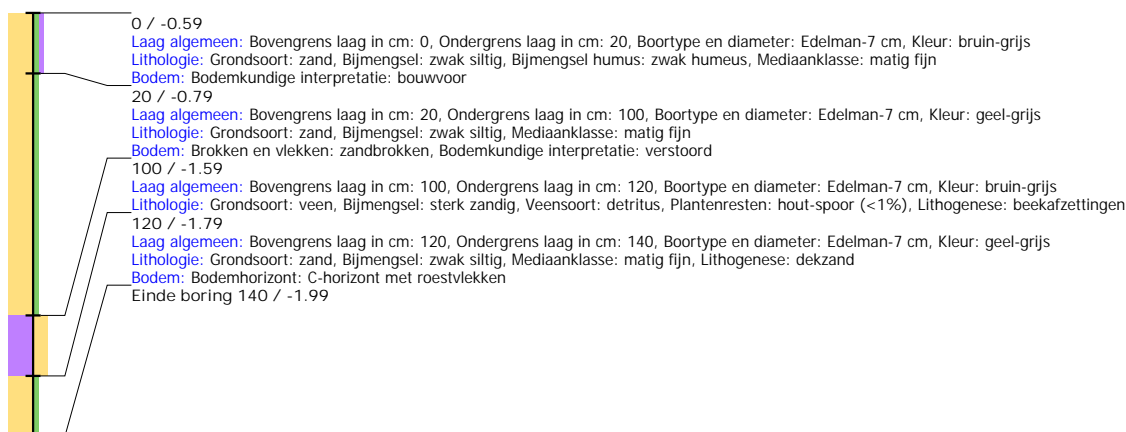 0 / -0.59
Laag algemeen: Bovengrens laag in cm: 0, Ondergrens laag in cm: 20, Boortype en diameter: Edelman-7 cm, Kleur: bruin-grijs
Lithologie: Grondsoort: zand, Bijmengsel: zwak siltig, Bijmengsel humus: zwak humeus, Mediaanklasse: matig fijn
Bodem: Bodemkundige interpretatie: bouwvoor
20 / -0.79
Laag algemeen: Bovengrens laag in cm: 20, Ondergrens laag in cm: 100, Boortype en diameter: Edelman-7 cm, Kleur: geel-grijs
Lithologie: Grondsoort: zand, Bijmengsel: zwak siltig, Mediaanklasse: matig fijn
Bodem: Brokken en vlekken: zandbrokken, Bodemkundige interpretatie: verstoord
100 / -1.59
Laag algemeen: Bovengrens laag in cm: 100, Ondergrens laag in cm: 120, Boortype en diameter: Edelman-7 cm, Kleur: bruin-grijs
Lithologie: Grondsoort: veen, Bijmengsel: sterk zandig, Veensoort: detritus, Plantenresten: hout-spoor (<1%), Lithogenese: beekafzettingen
120 / -1.79
Laag algemeen: Bovengrens laag in cm: 120, Ondergrens laag in cm: 140, Boortype en diameter: Edelman-7 cm, Kleur: geel-grijs
Lithologie: Grondsoort: zand, Bijmengsel: zwak siltig, Mediaanklasse: matig fijn, Lithogenese: dekzand
Bodem: Bodemhorizont: C-horizont met roestvlekken
Einde boring 140 / -1.99